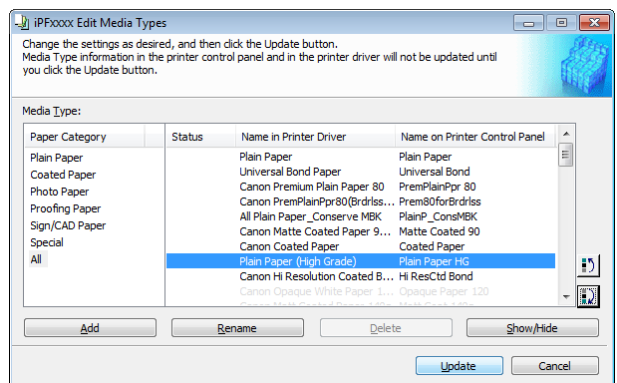 iPFxxxx Edit Media Types
Change the settings as desired, and then click the Update button.
Media Type information in the printer control panel and in the printer driver will not be updated until
you click the Update button.
Media Type:
Paper Category Status Name in Printer Driver Name on Printer Control Panel
Plain Paper
Coated Paper
Photo Paper
Proofing Paper
Sign/CAD Paper
Special
All
Plain Paper Plain Paper
Universal Bond Paper Universal Bond
Canon Premium Plain Paper 80 PremPlainPpr 80
Canon PremPlainPpr80(Brdrlss... Prem80forBrdrlss
All Plain Paper_Conserve MBK PlainP_ConsMBK
Canon Matte Coated Paper 9... Matte Coated 90
Canon Coated Paper Coated Paper
Plain Paper (High Grade) Plain Paper HG
Canon Hi Resolution Coated B... Hi ResCtd Bond
Canon Opaque White Paper 1... Opaque Paper 120
Add Rename Delete Show/Hide
Update Cancel